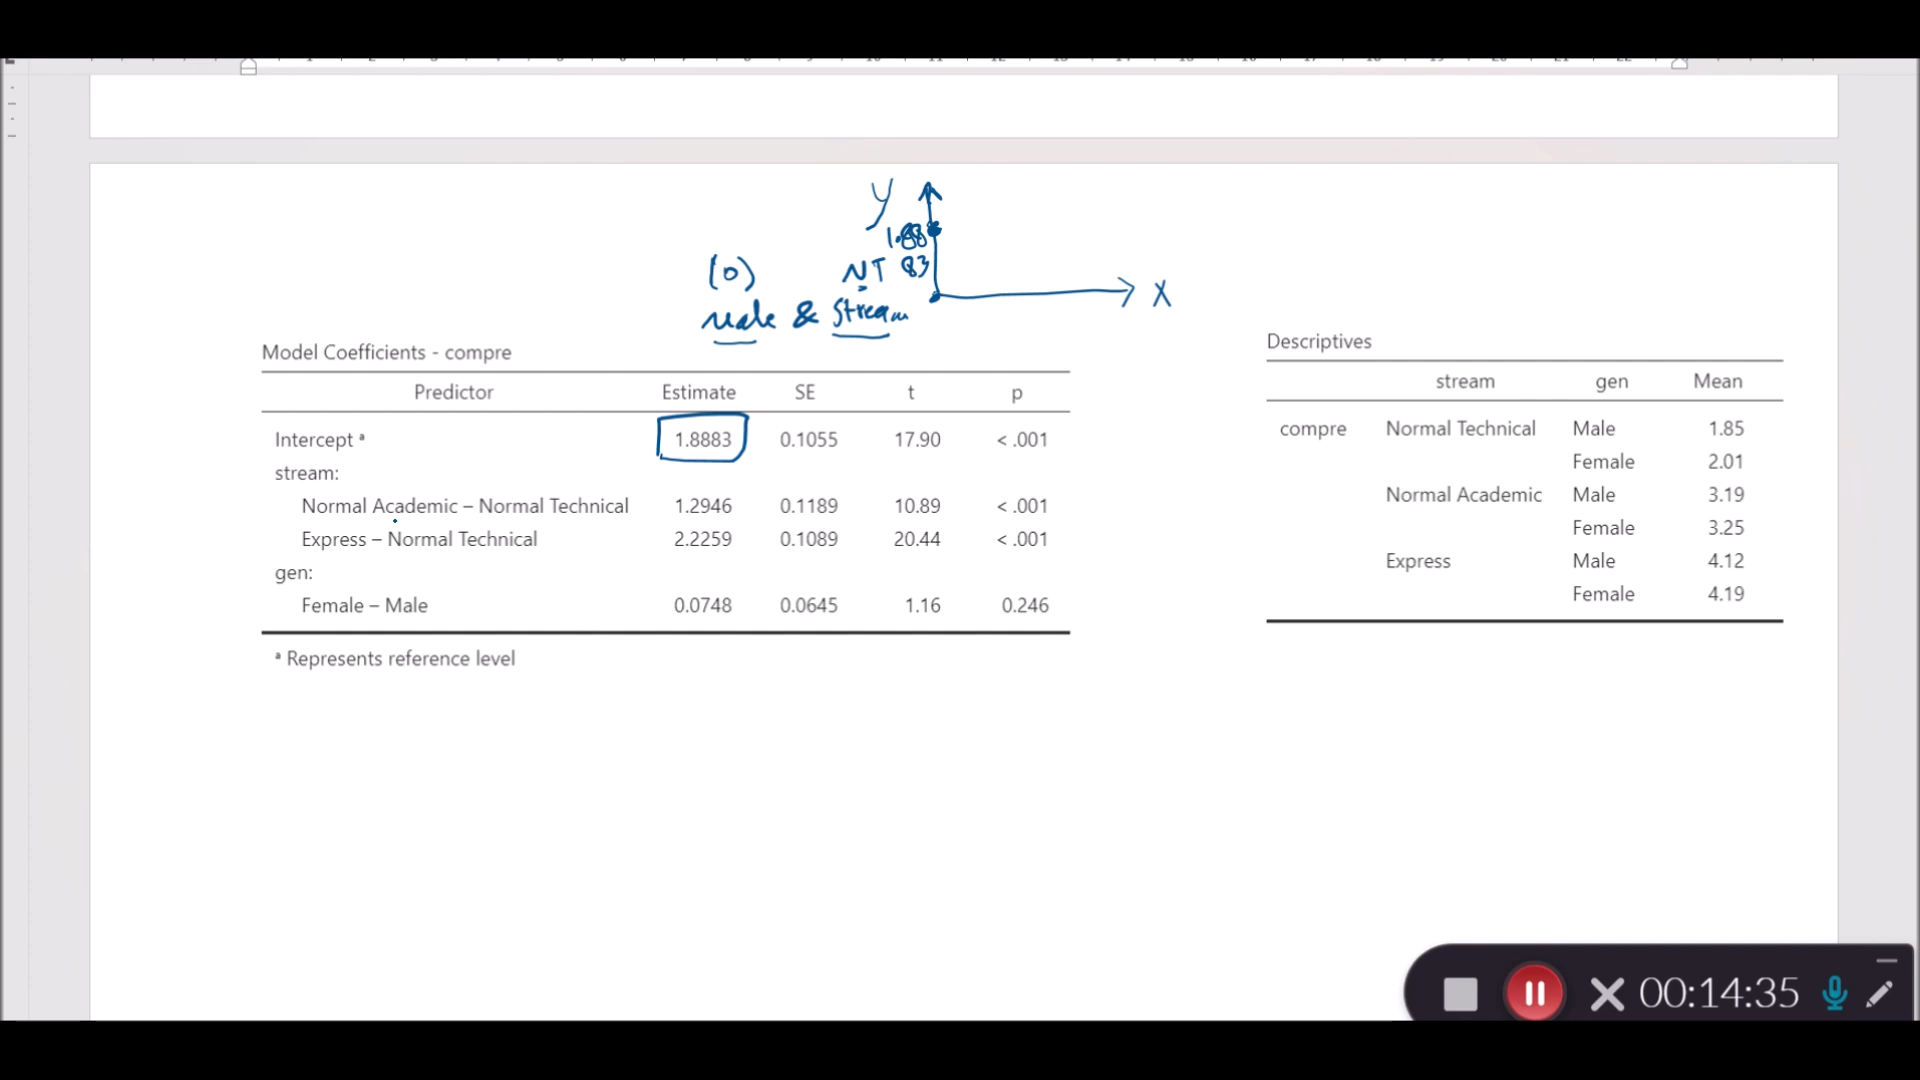 y
1.88
(0) NT 83
male & Stream
X
Model Coefficients - compre
Predictor Estimate SE t p
Intercept ᵃ 1.8883 0.1055 17.90 < .001
stream:
Normal Academic – Normal Technical 1.2946 0.1189 10.89 < .001
Express – Normal Technical 2.2259 0.1089 20.44 < .001
gen:
Female – Male 0.0748 0.0645 1.16 0.246
ᵃ Represents reference level
Descriptives
stream gen Mean
compre Normal Technical Male 1.85
Female 2.01
Normal Academic Male 3.19
Female 3.25
Express Male 4.12
Female 4.19
00:14:35